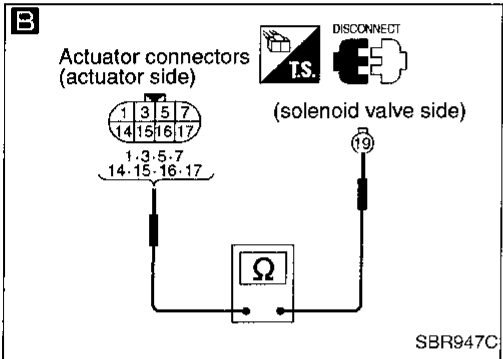 B
DISCONNECT
T.S.
Actuator connectors
(actuator side)
(solenoid valve side)
1 3 5 7
14 15 16 17
19
1·3·5·7
14·15·16·17
Ω
SBR947C